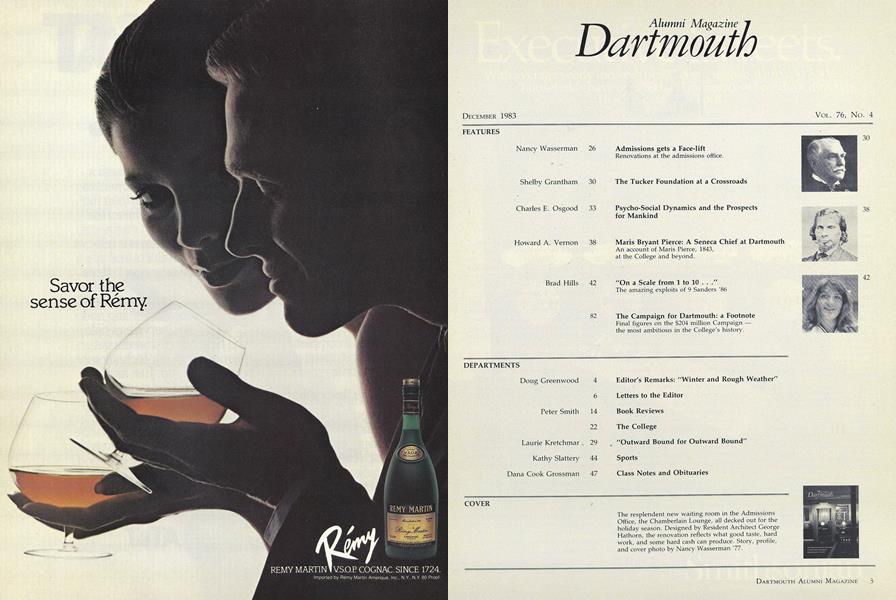 Savor the
sense of Rémy.
REMY MARTIN
Rémy
REMY MARTIN V.S.O.P COGNAC. SINCE 1724.
Imported by Rémy Martin Amerique, Inc., N.Y., N.Y. 80 Proof.
Alumni Magazine
Dartmouth
DECEMBER 1983 VOL. 76, NO. 4
FEATURES
Nancy Wasserman 26 Admissions gets a Face-lift 30
Renovations at the admissions office.
Shelby Grantham 30 The Tucker Foundation at a Crossroads
Charles E. Osgood 33 Psycho-Social Dynamics and the Prospects 38
for Mankind
Howard A. Vernon 38 Maris Bryant Pierce: A Seneca Chief at Dartmouth
An account of Maris Pierce, 1843,
at the College and beyond.
Brad Hills 42 "On a Scale from 1 to 10 . . ." 42
The amazing exploits of 9 Sanders '86
82 The Campaign for Dartmouth: a Footnote
Final figures on the $204 million Campaign —
the most ambitious in the College's history.
DEPARTMENTS
Doug Greenwood 4 Editor's Remarks: "Winter and Rough Weather"
6 Letters to the Editor
Peter Smith 14 Book Reviews
22 The College
Laurie Kretchmar 29 "Outward Bound for Outward Bound"
Kathy Slattery 44 Sports
Dana Cook Grossman 47 Class Notes and Obituaries
COVER
The resplendent new waiting room in the Admissions
Office, the Chamberlain Lounge, all decked out for the
holiday season. Designed by Resident Architect George
Hathorn, the renovation reflects what good taste, hard
work, and some hard cash can produce. Story, profile,
and cover photo by Nancy Wasserman '77.
DARTMOUTH ALUMNI MAGAZINE 3